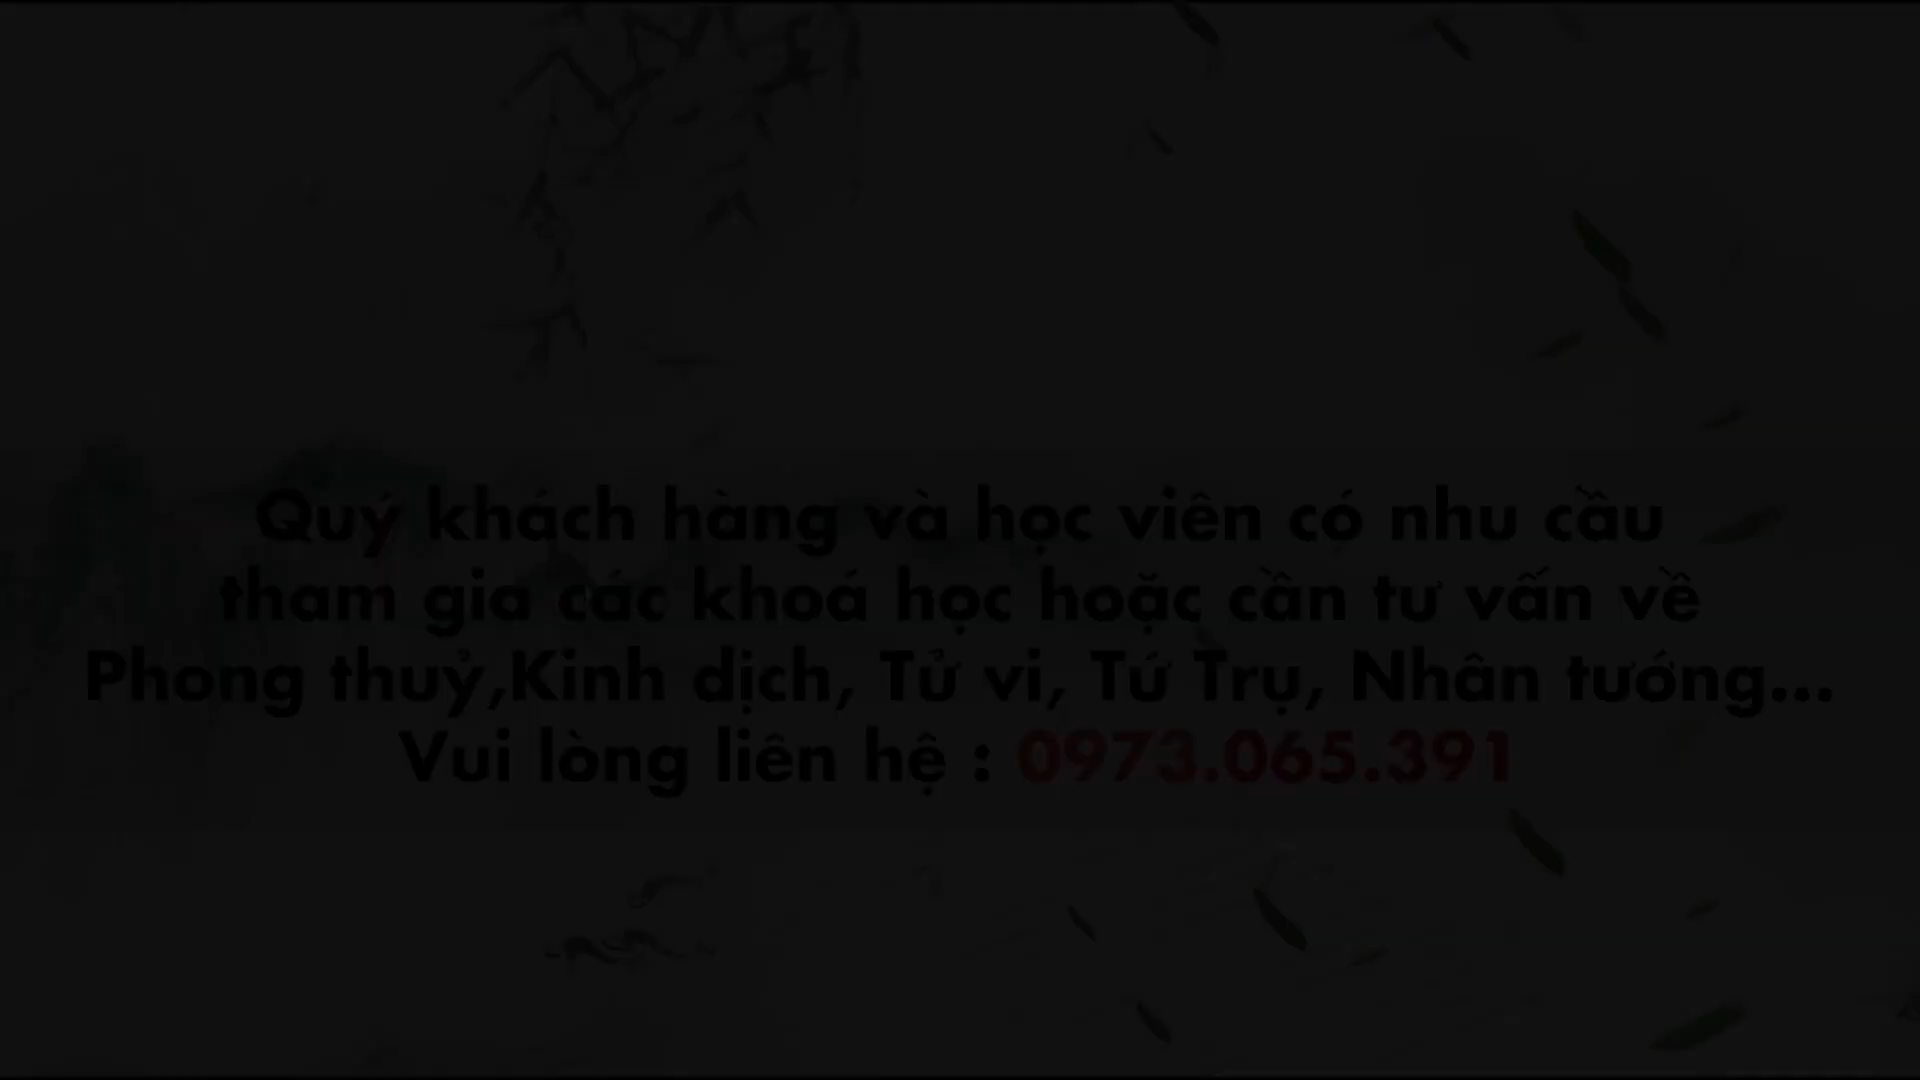 Quý khách hàng và học viên có nhu cầu
tham gia các khoá học hoặc cần tư vấn về
Phong thuỷ,Kinh dịch, Tử vi, Tứ Trụ, Nhân tướng...
Vui lòng liên hệ : 0973.065.391